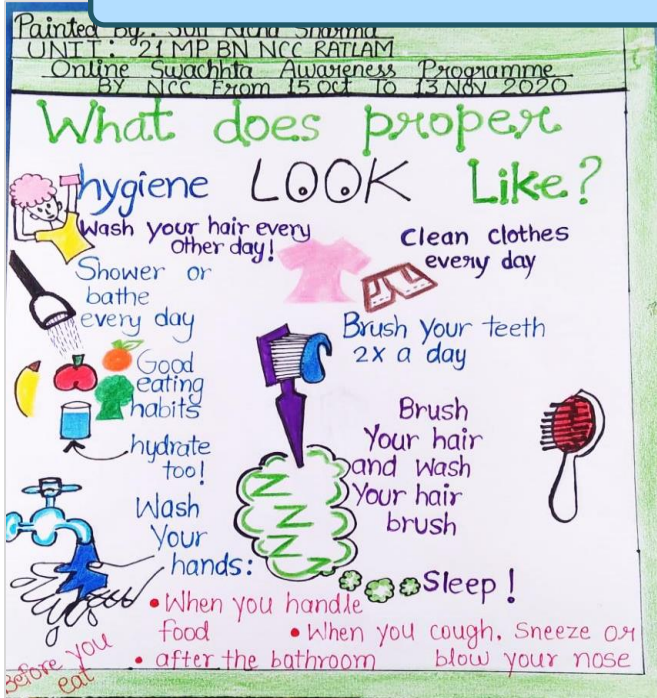 Painted By. Richa Sharma
UNIT: 21 MP BN NCC RATLAM
Online Swachhta Awareness Programme
BY NCC From 15 Oct To 13 Nov 2020
What does proper
hygiene LOOK Like?
Wash your hair every
other day!
Clean clothes
every day
Shower or
bathe
every day
Brush Your teeth
2x a day
Good
eating
habits
hydrate
too!
Brush
Your hair
and Wash
Your hair
brush
Z
Z
Z
Z
Sleep!
Wash
Your
hands:
• When you handle
food
• When you cough, Sneeze or
blow your nose
• after the bathroom
Before you
eat